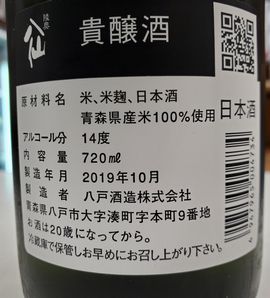 陸奥
八仙
貴醸酒
原材料名 米、米麹、日本酒
青森県産米100%使用
アルコール分 14度
内容量 720㎖
製造年月 2019年10月
製造者 八戸酒造株式会社
青森県八戸市大字湊町字本町9番地
お酒は20歳になってから。
冷蔵庫で保管しお早めにお召し上がり下さい。
日本酒